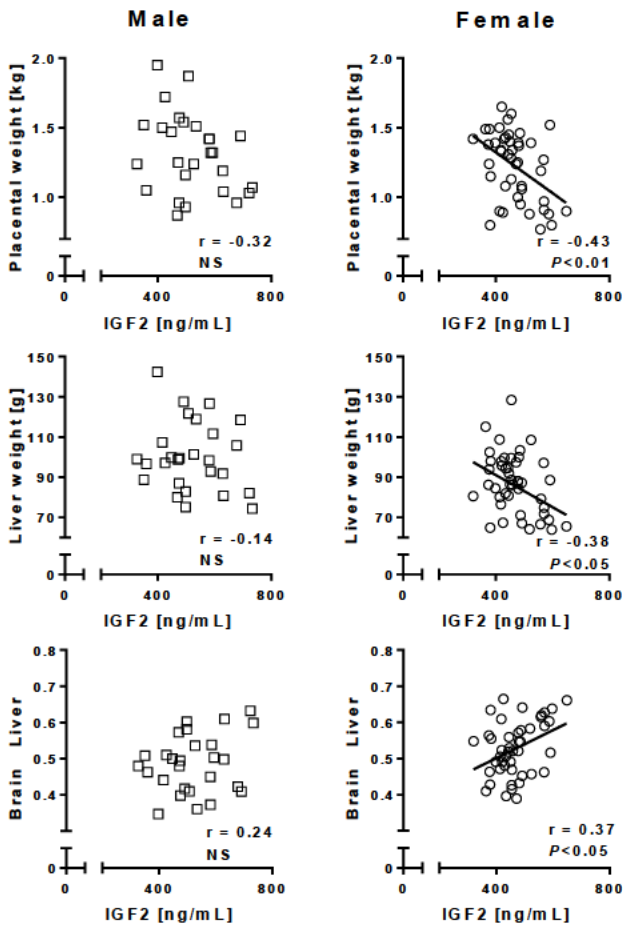 Male
Female
Placental weight [kg]
2.0
1.5
1.0
0
0
400
800
IGF2 [ng/mL]
r = -0.32
NS
Placental weight [kg]
2.0
1.5
1.0
0
0
400
800
IGF2 [ng/mL]
r = -0.43
P<0.01
Liver weight [g]
150
130
110
90
70
0
0
400
800
IGF2 [ng/mL]
r = -0.14
NS
Liver weight [g]
150
130
110
90
70
0
0
400
800
IGF2 [ng/mL]
r = -0.38
P<0.05
Brain Liver
0.8
0.7
0.6
0.5
0.4
0
0
400
800
IGF2 [ng/mL]
r = 0.24
NS
Brain Liver
0.8
0.7
0.6
0.5
0.4
0
0
400
800
IGF2 [ng/mL]
r = 0.37
P<0.05